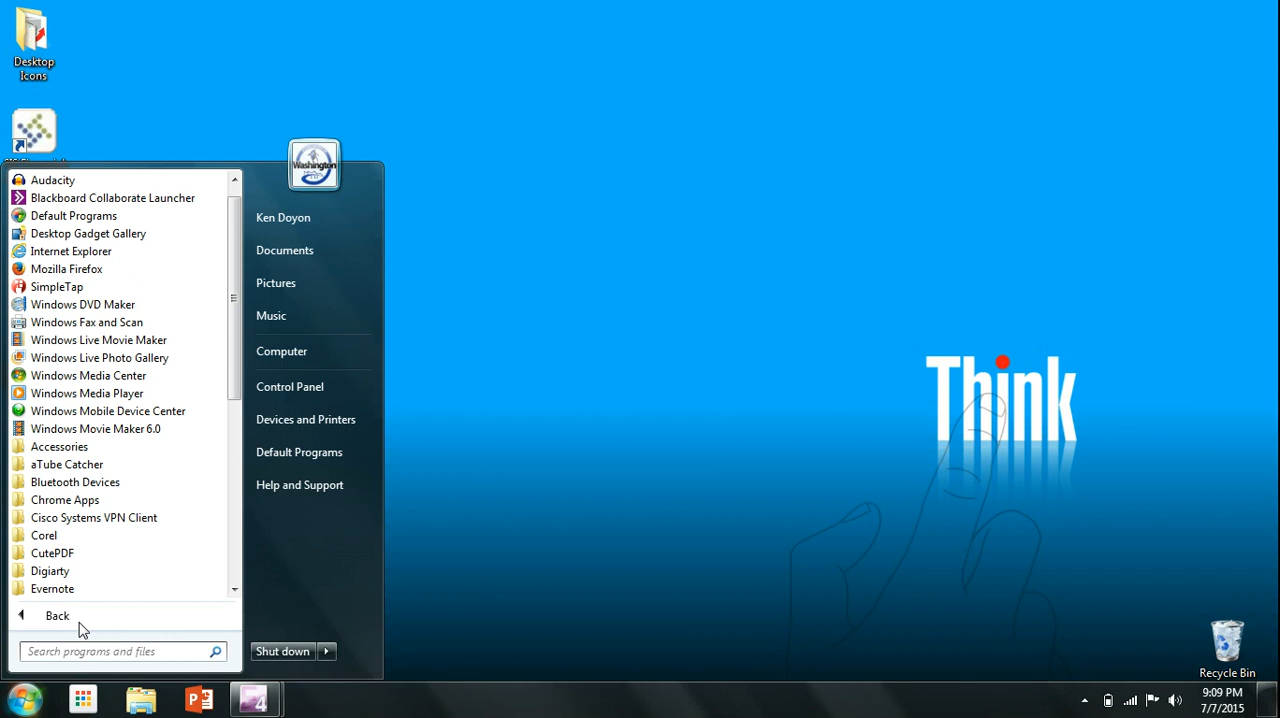 Desktop
Icons
Washington
Audacity
Blackboard Collaborate Launcher
Default Programs
Desktop Gadget Gallery
Internet Explorer
Mozilla Firefox
SimpleTap
Windows DVD Maker
Windows Fax and Scan
Windows Live Movie Maker
Windows Live Photo Gallery
Windows Media Center
Windows Media Player
Windows Mobile Device Center
Windows Movie Maker 6.0
Accessories
aTube Catcher
Bluetooth Devices
Chrome Apps
Cisco Systems VPN Client
Corel
CutePDF
Digiarty
Evernote
Back
Search programs and files
Ken Doyon
Documents
Pictures
Music
Computer
Control Panel
Devices and Printers
Default Programs
Help and Support
Shut down
Think
Recycle Bin
P
4
9:09 PM
7/7/2015